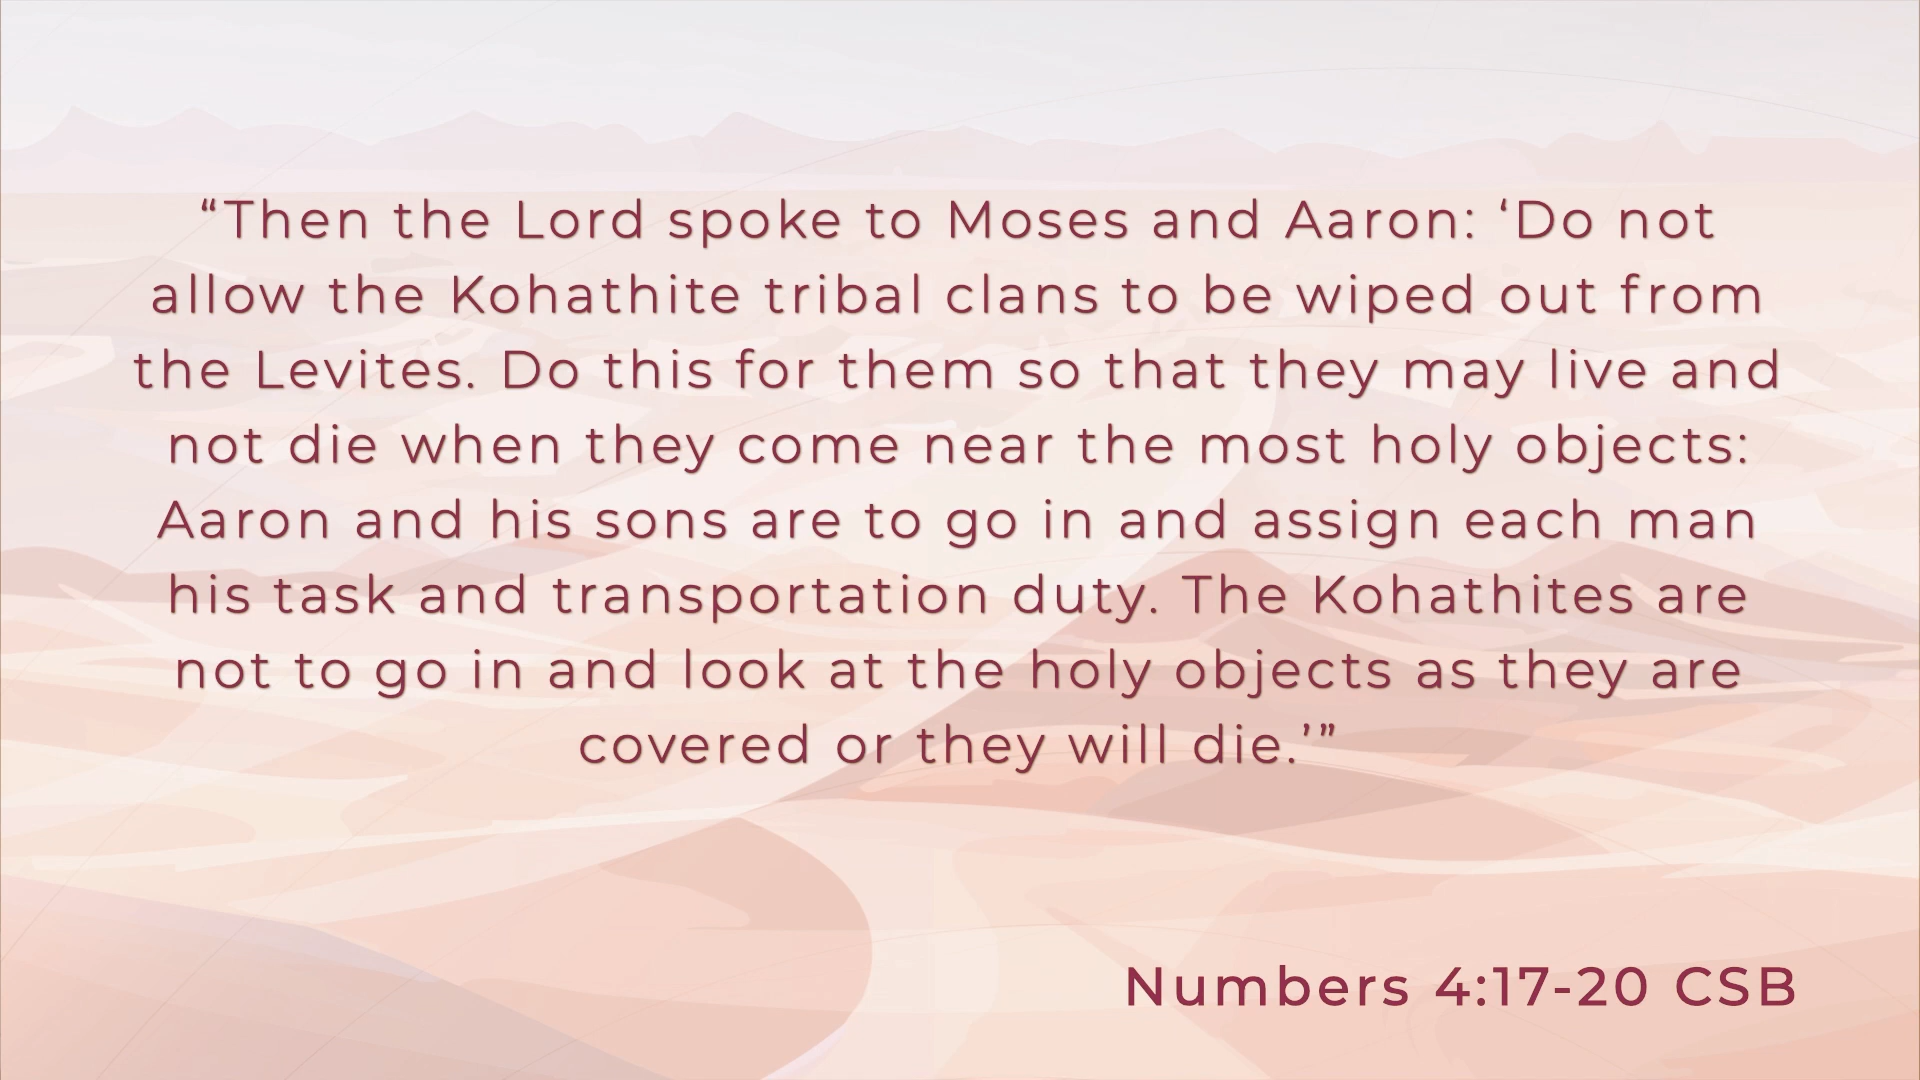 “Then the Lord spoke to Moses and Aaron: ‘Do not
allow the Kohathite tribal clans to be wiped out from
the Levites. Do this for them so that they may live and
not die when they come near the most holy objects:
Aaron and his sons are to go in and assign each man
his task and transportation duty. The Kohathites are
not to go in and look at the holy objects as they are
covered or they will die.’”
Numbers 4:17-20 CSB